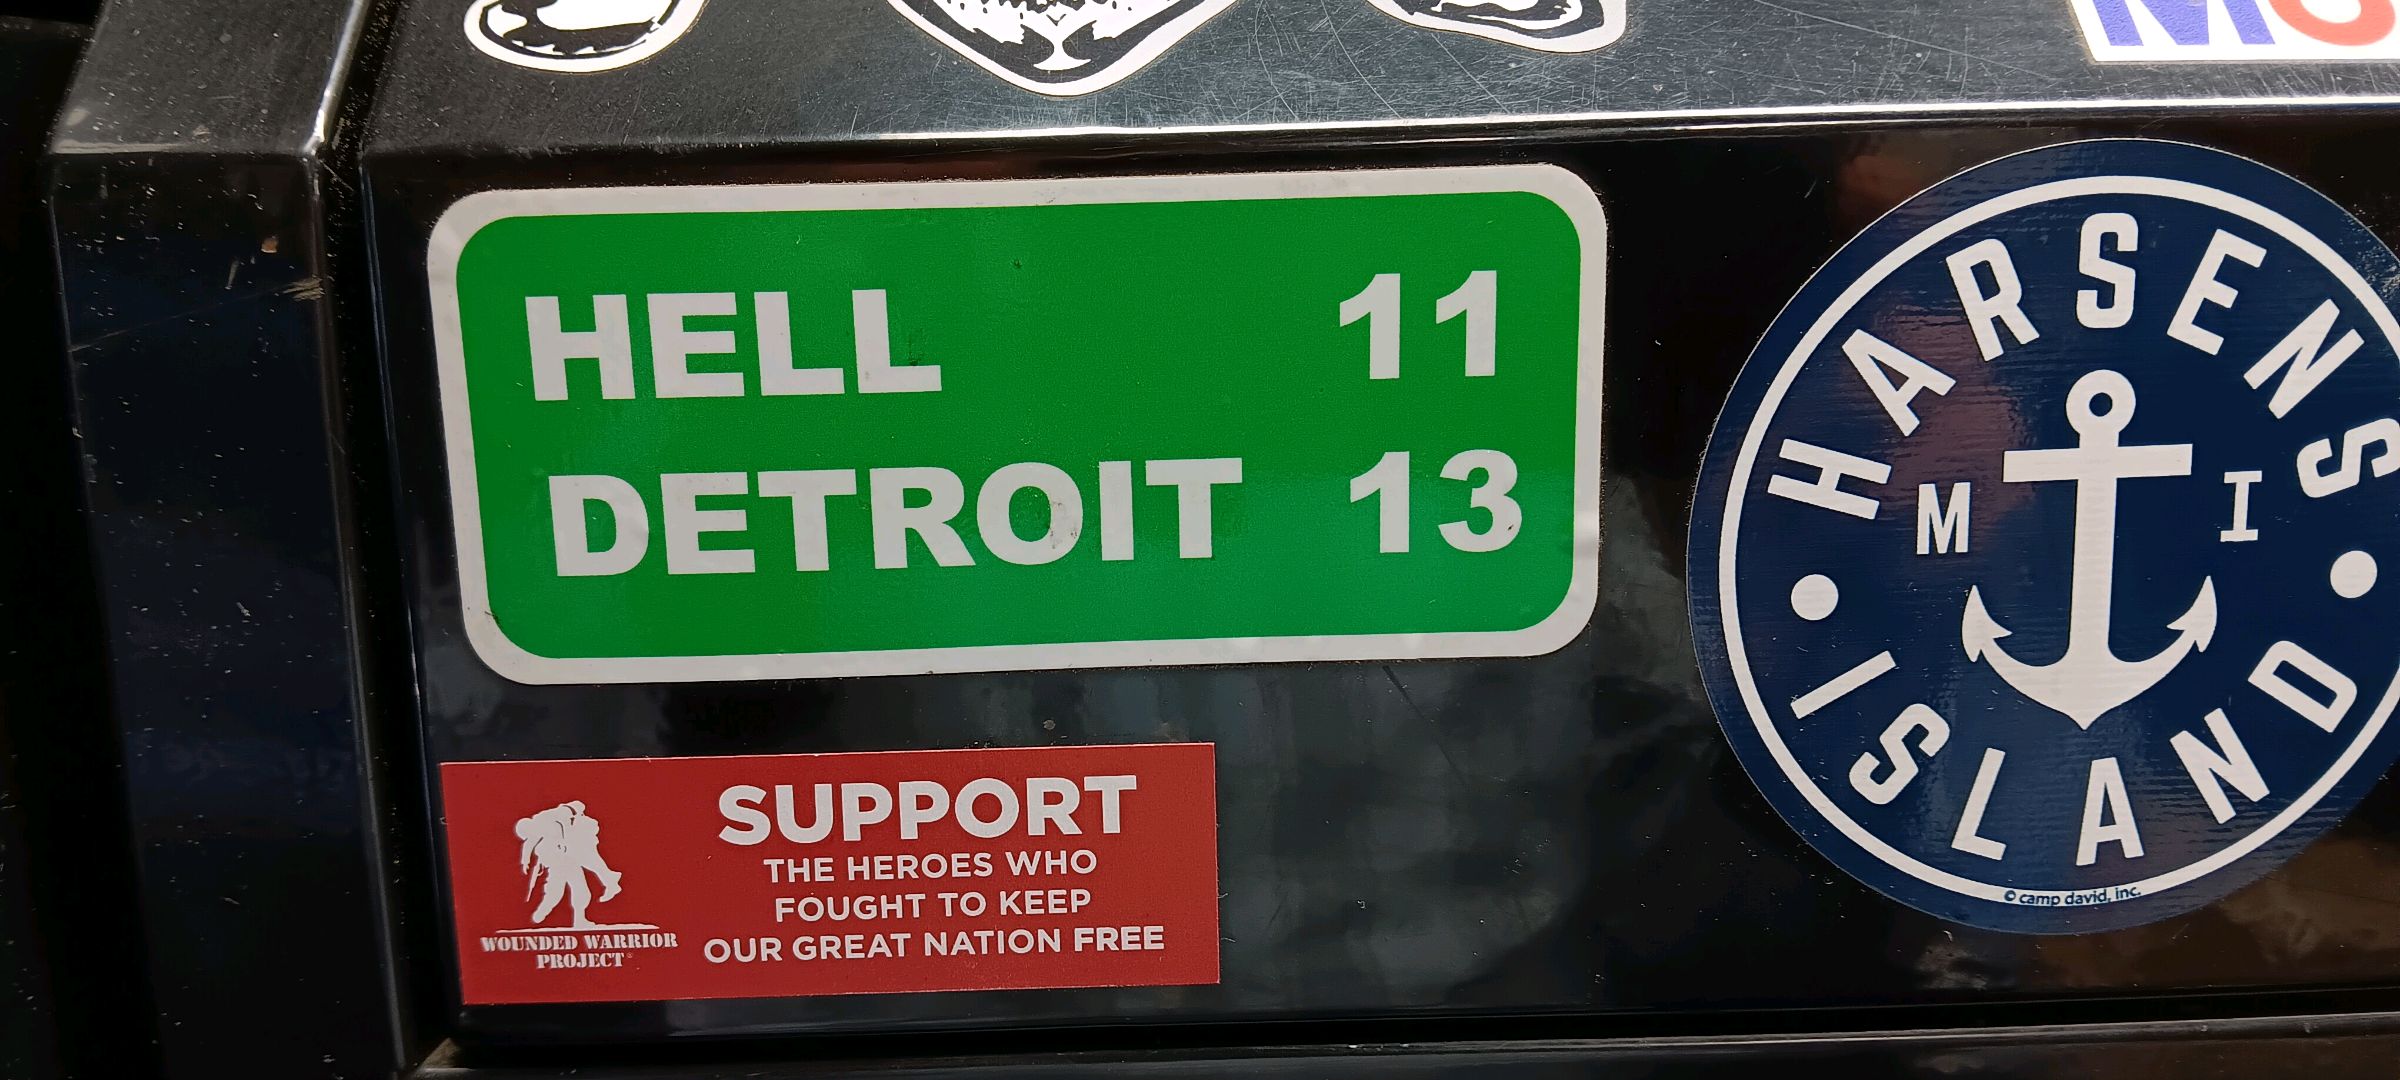 HELL 11
DETROIT 13
HARSENS
M I
ISLAND
© camp david, inc.
SUPPORT
THE HEROES WHO
FOUGHT TO KEEP
OUR GREAT NATION FREE
WOUNDED WARRIOR
PROJECT